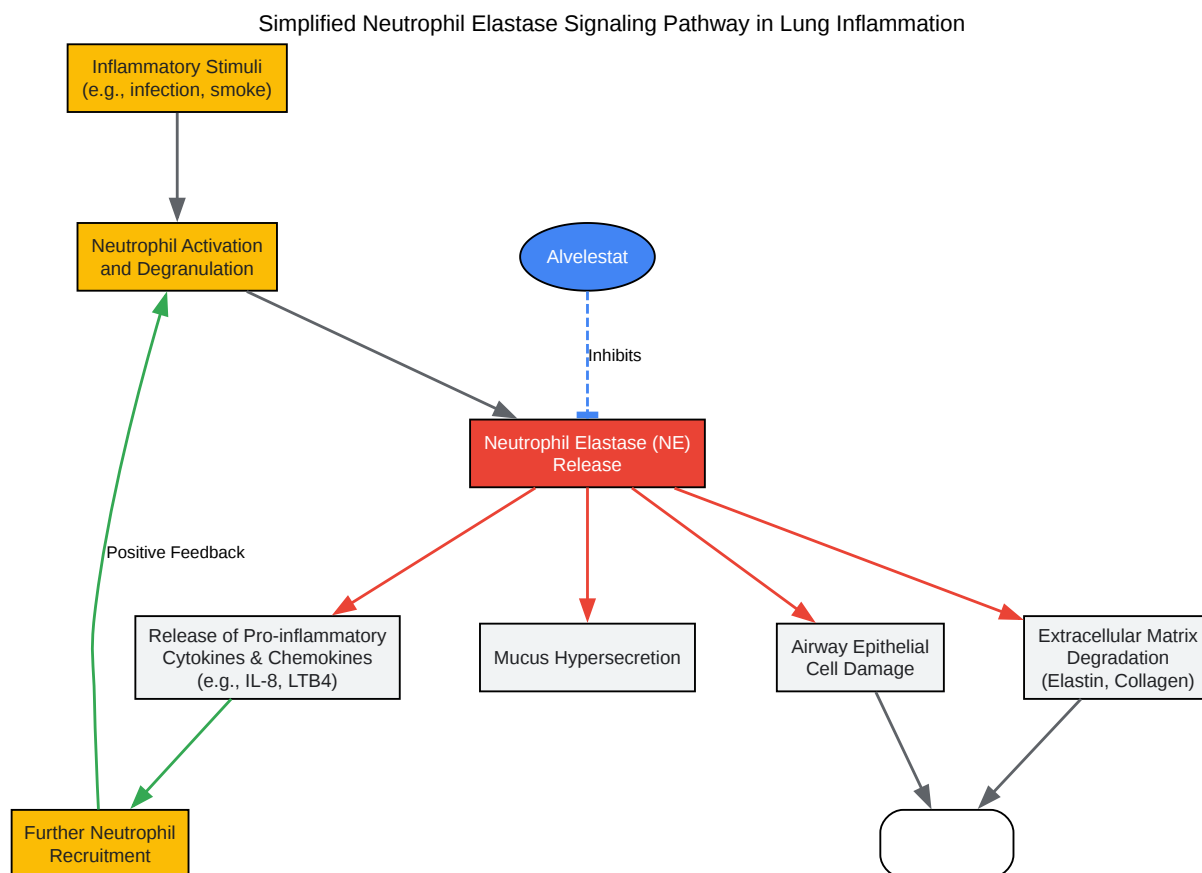 Simplified Neutrophil Elastase Signaling Pathway in Lung Inflammation
Inflammatory Stimuli
(e.g., infection, smoke)
Neutrophil Activation
and Degranulation
Alvelestat
Inhibits
Neutrophil Elastase (NE)
Release
Positive Feedback
Release of Pro-inflammatory
Cytokines & Chemokines
(e.g., IL-8, LTB4)
Mucus Hypersecretion
Airway Epithelial
Cell Damage
Extracellular Matrix
Degradation
(Elastin, Collagen)
Further Neutrophil
Recruitment